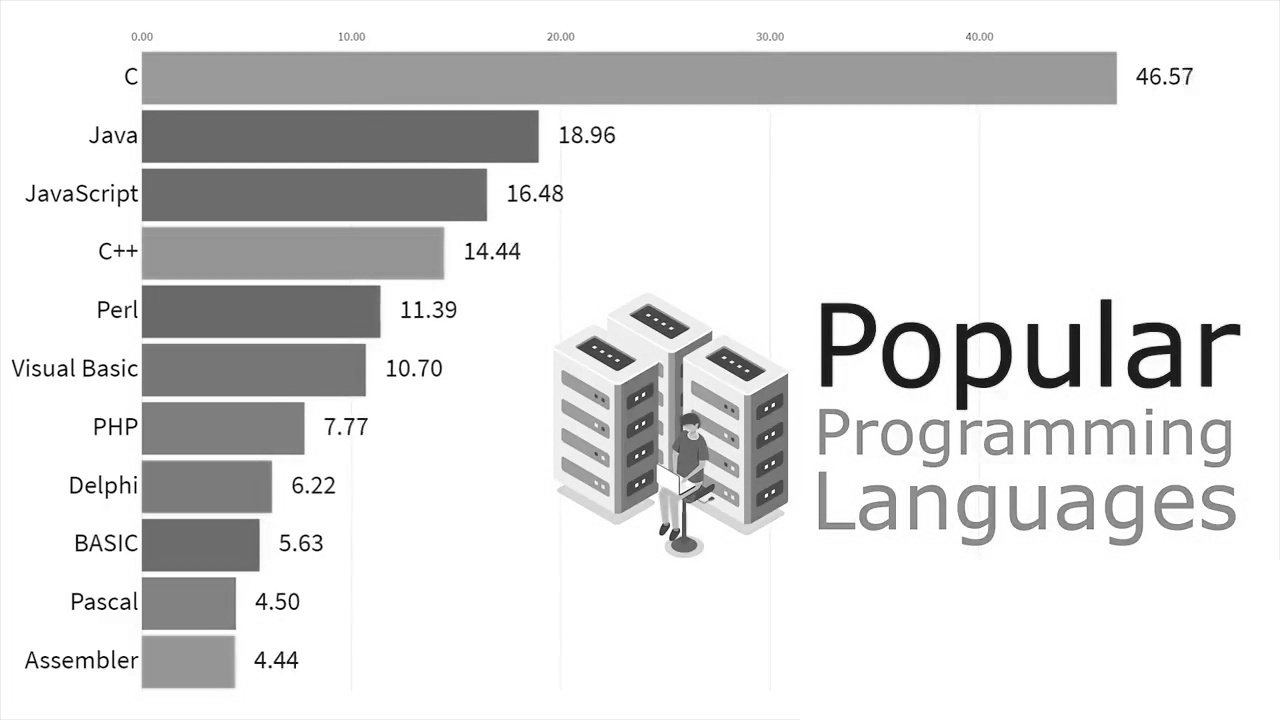 0.00 10.00 20.00 30.00 40.00
C 46.57
Java 18.96
JavaScript 16.48
C++ 14.44
Perl 11.39
Visual Basic 10.70
PHP 7.77
Delphi 6.22
BASIC 5.63
Pascal 4.50
Assembler 4.44
Popular
Programming
Languages